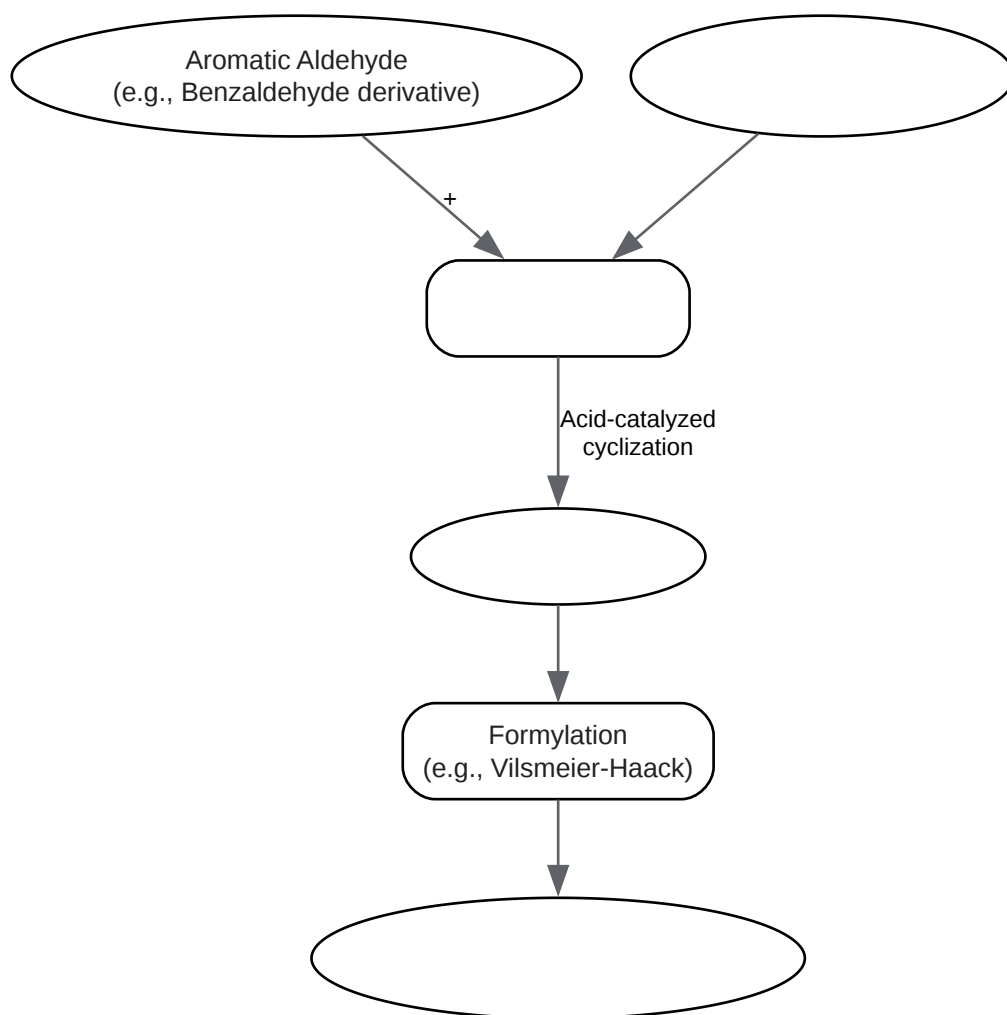 Aromatic Aldehyde
(e.g., Benzaldehyde derivative)
+
Acid-catalyzed
cyclization
Formylation
(e.g., Vilsmeier-Haack)